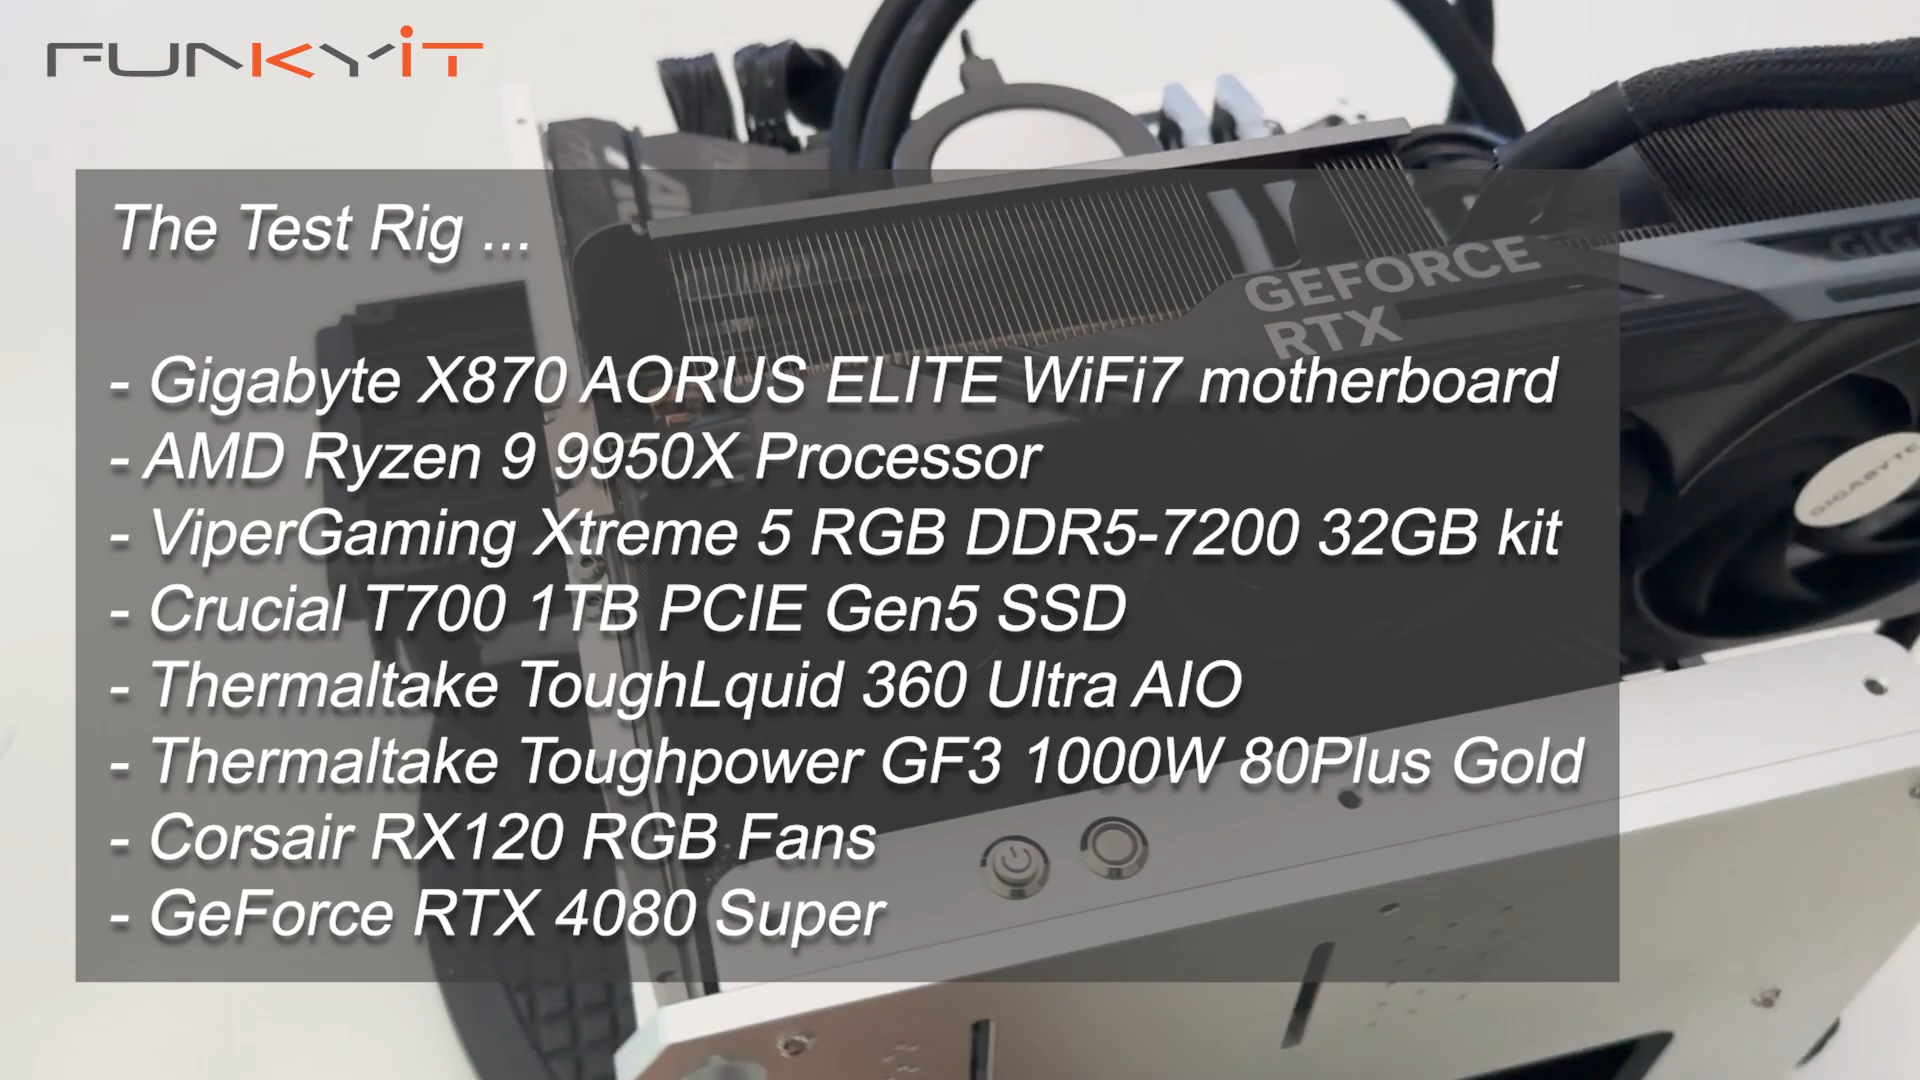 FUNKYiT
The Test Rig ...
- Gigabyte X870 AORUS ELITE WiFi7 motherboard
- AMD Ryzen 9 9950X Processor
- ViperGaming Xtreme 5 RGB DDR5-7200 32GB kit
- Crucial T700 1TB PCIE Gen5 SSD
- Thermaltake ToughLquid 360 Ultra AIO
- Thermaltake Toughpower GF3 1000W 80Plus Gold
- Corsair RX120 RGB Fans
- GeForce RTX 4080 Super
GEFORCE
RTX
GIGABYTE